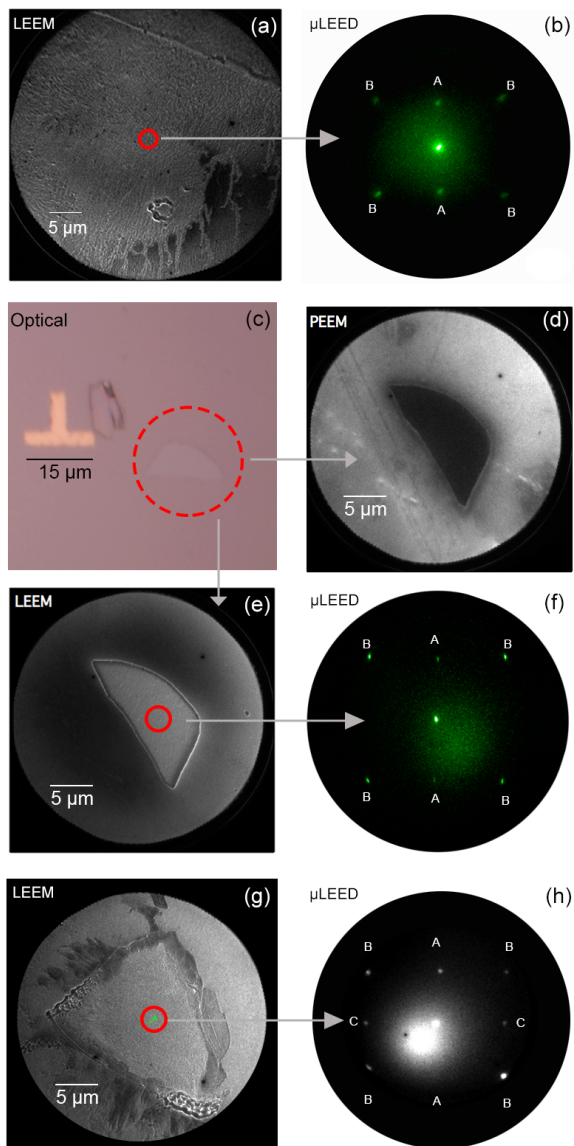 LEEM (a)
5 µm
µLEED (b)
B A B
B A B
Optical (c)
15 µm
PEEM (d)
5 µm
LEEM (e)
5 µm
µLEED (f)
B A B
B A B
LEEM (g)
5 µm
µLEED (h)
B A B
C C
B A B